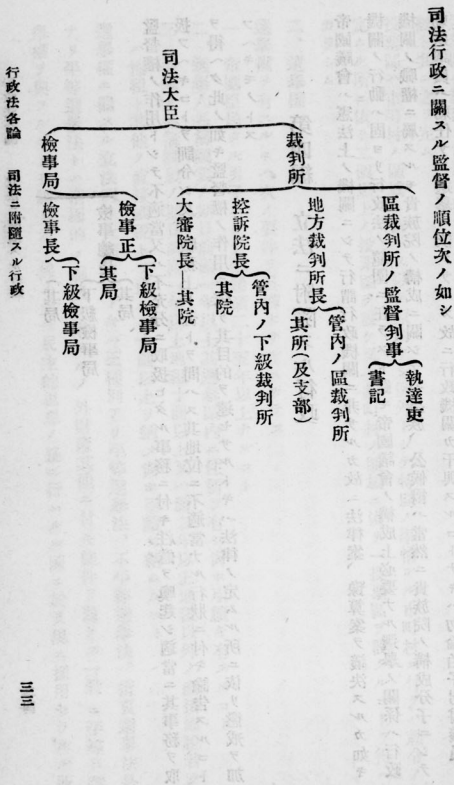 司法行政ニ關スル監督ノ順位次ノ如シ
司法大臣
裁判所
區裁判所ノ監督判事
執達吏
書記
地方裁判所長
管內ノ區裁判所
其所(及支部)
控訴院長
管內ノ下級裁判所
其院
大審院長―其院
檢事局
檢事正
下級檢事局
其局
檢事長
下級檢事局
其局
行政法各論 司法ニ附隨スル行政
三三